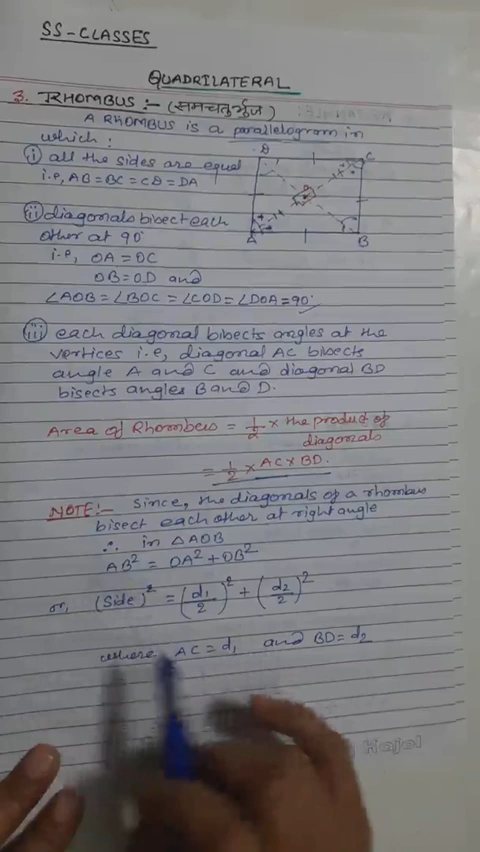 SS-CLASSES
QUADRILATERAL
3. RHOMBUS :- (समचतुर्भुज)
A RHOMBUS is a parallelogram in
which:
(i) all the sides are equal
i.e, AB = BC = CD = DA
D
C
O
A
B
(ii) diagonals bisect each
other at 90°
i.e, OA = OC
OB = OD and
∠AOB = ∠BOC = ∠COD = ∠DOA = 90°
(iii) each diagonal bisects angles at the
vertices i.e, diagonal AC bisects
angle A and C and diagonal BD
bisects angles B and D.
Area of Rhombus = 1/2 × the product of
diagonals
= 1/2 × AC × BD.
NOTE:- Since, the diagonals of a rhombus
bisect each other at right angle
∴ in △AOB
AB² = OA² + OB²
or, (Side)² = (d₁/2)² + (d₂/2)²
where AC = d₁ and BD = d₂
Kajal